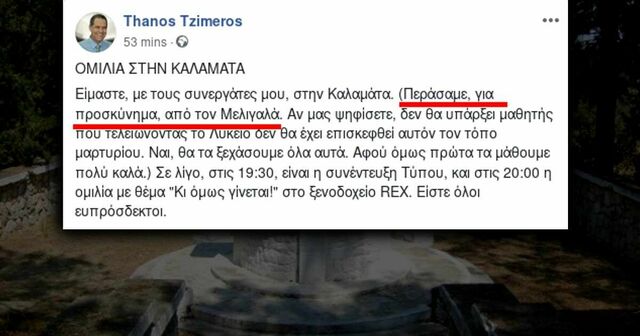 Thanos Tzimeros
53 mins ·
ΟΜΙΛΙΑ ΣΤΗΝ ΚΑΛΑΜΑΤΑ
Είμαστε, με τους συνεργάτες μου, στην Καλαμάτα. (Περάσαμε, για
προσκύνημα, από τον Μελιγαλά. Αν μας ψηφίσετε, δεν θα υπάρξει μαθητής
που τελειώνοντας το Λύκειο δεν θα έχει επισκεφθεί αυτόν τον τόπο
μαρτυρίου. Ναι, θα τα ξεχάσουμε όλα αυτά. Αφού όμως πρώτα τα μάθουμε
πολύ καλά.) Σε λίγο, στις 19:30, είναι η συνέντευξη Τύπου, και στις 20:00 η
ομιλία με θέμα "Κι όμως γίνεται!" στο ξενοδοχείο REX. Είστε όλοι
ευπρόσδεκτοι.